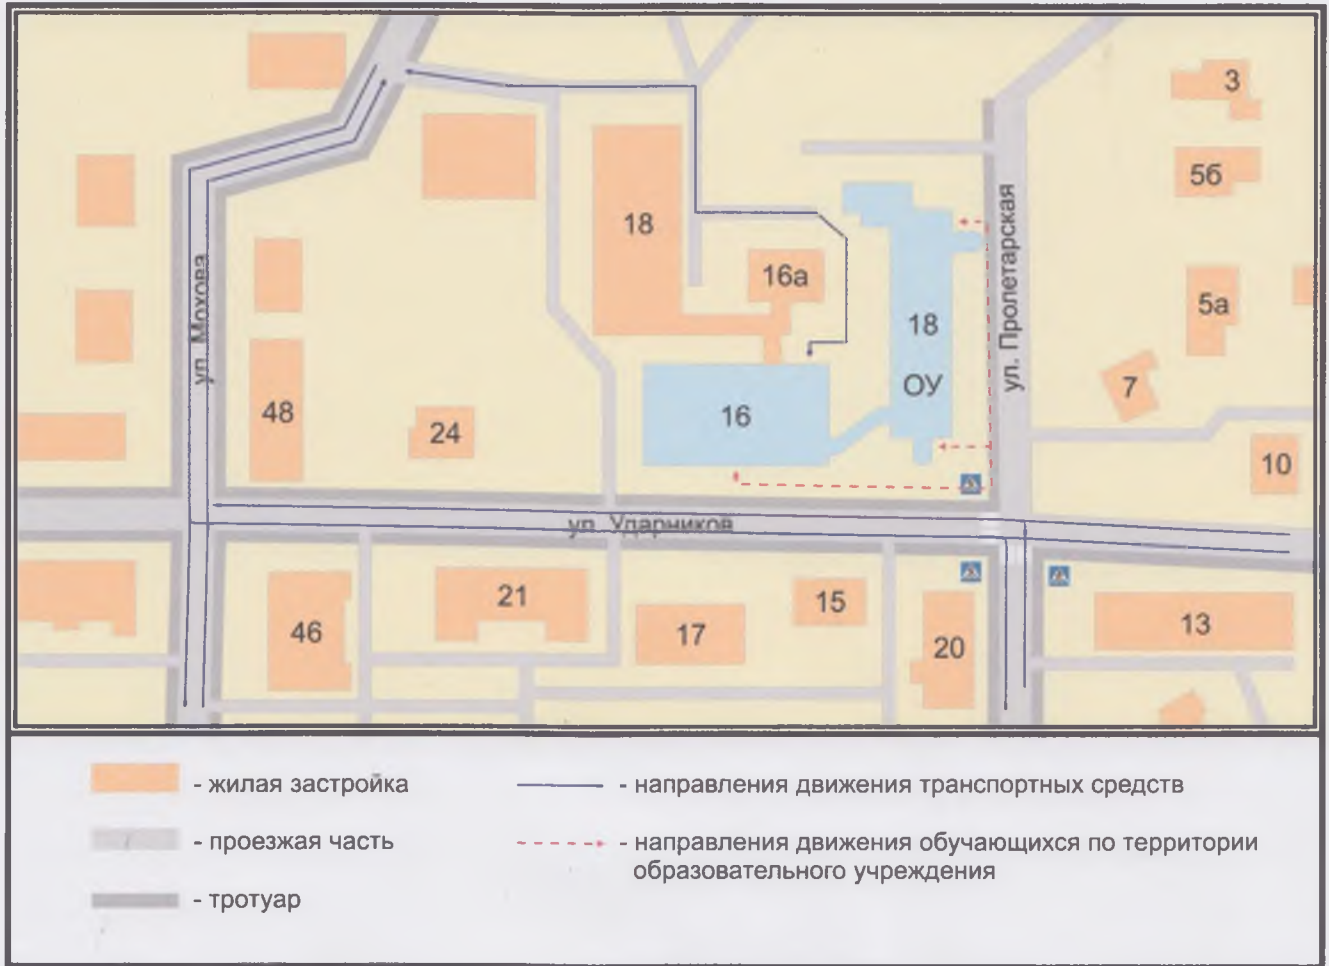 3
5б
18
ул. Пролетарская
16а
ул. Мохова
5а
18
ОУ
7
48
24
16
10
ул. Ударников
21
15
46
17
20
13
- жилая застройка
- направления движения транспортных средств
- проезжая часть
- направления движения обучающихся по территории
образовательного учреждения
- тротуар